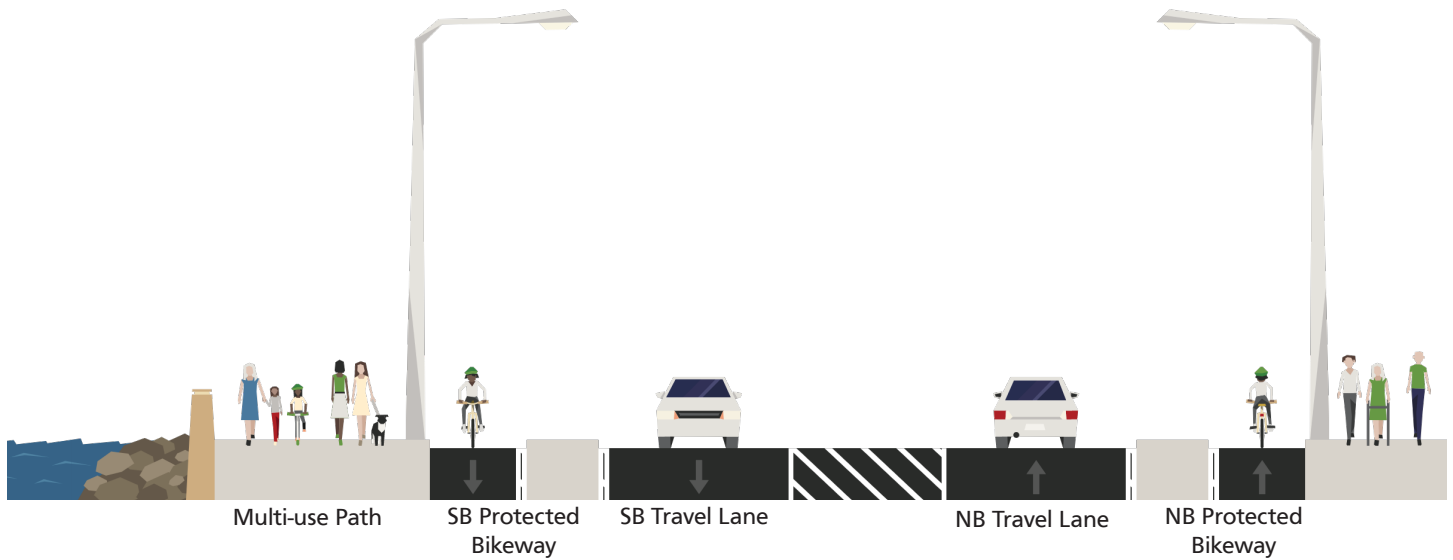 Multi-use Path
SB Protected
Bikeway
SB Travel Lane
NB Travel Lane
NB Protected
Bikeway